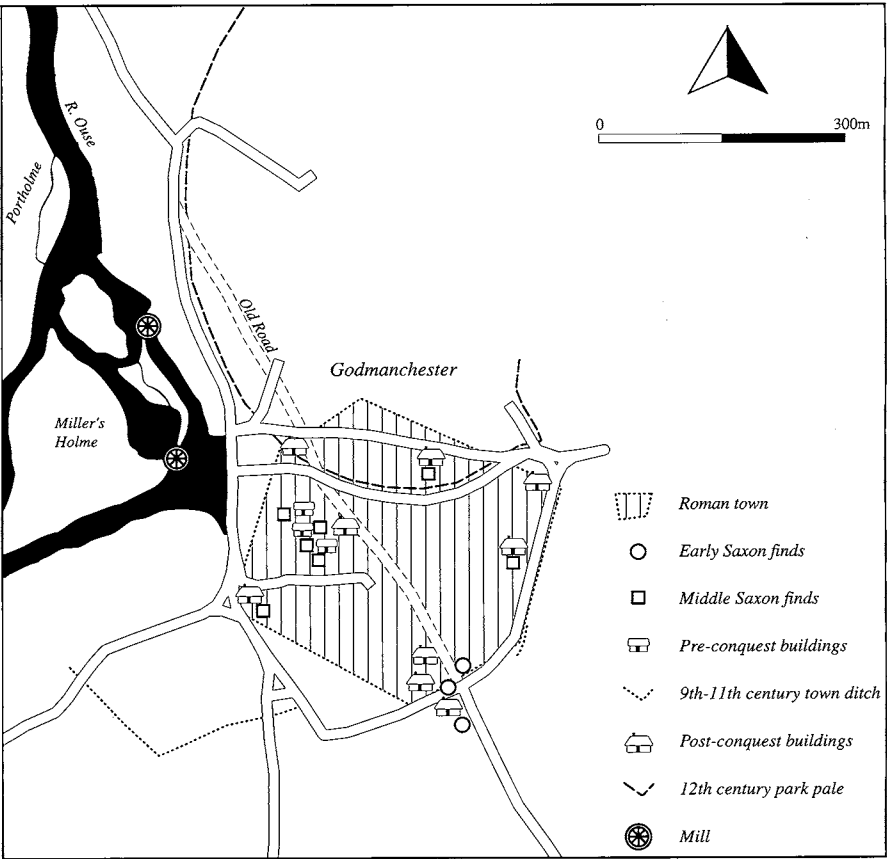 0 300m
R. Ouse
Portholme
Old Road
Godmanchester
Miller's
Holme
Roman town
Early Saxon finds
Middle Saxon finds
Pre-conquest buildings
9th-11th century town ditch
Post-conquest buildings
12th century park pale
Mill